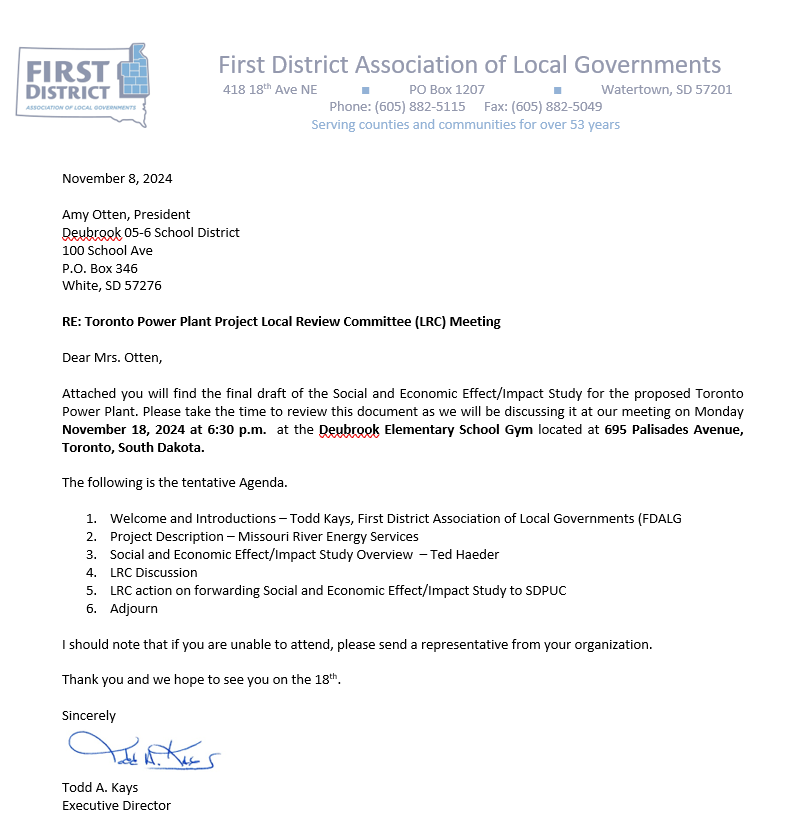 FIRST
DISTRICT
ASSOCIATION OF LOCAL GOVERNMENTS
First District Association of Local Governments
418 18th Ave NE ■ PO Box 1207 ■ Watertown, SD 57201
Phone: (605) 882-5115 Fax: (605) 882-5049
Serving counties and communities for over 53 years
November 8, 2024
Amy Otten, President
Deubrook 05-6 School District
100 School Ave
P.O. Box 346
White, SD 57276
RE: Toronto Power Plant Project Local Review Committee (LRC) Meeting
Dear Mrs. Otten,
Attached you will find the final draft of the Social and Economic Effect/Impact Study for the proposed Toronto
Power Plant. Please take the time to review this document as we will be discussing it at our meeting on Monday
November 18, 2024 at 6:30 p.m. at the Deubrook Elementary School Gym located at 695 Palisades Avenue,
Toronto, South Dakota.
The following is the tentative Agenda.
1. Welcome and Introductions – Todd Kays, First District Association of Local Governments (FDALG
2. Project Description – Missouri River Energy Services
3. Social and Economic Effect/Impact Study Overview – Ted Haeder
4. LRC Discussion
5. LRC action on forwarding Social and Economic Effect/Impact Study to SDPUC
6. Adjourn
I should note that if you are unable to attend, please send a representative from your organization.
Thank you and we hope to see you on the 18th.
Sincerely
Todd A. Kays
Todd A. Kays
Executive Director